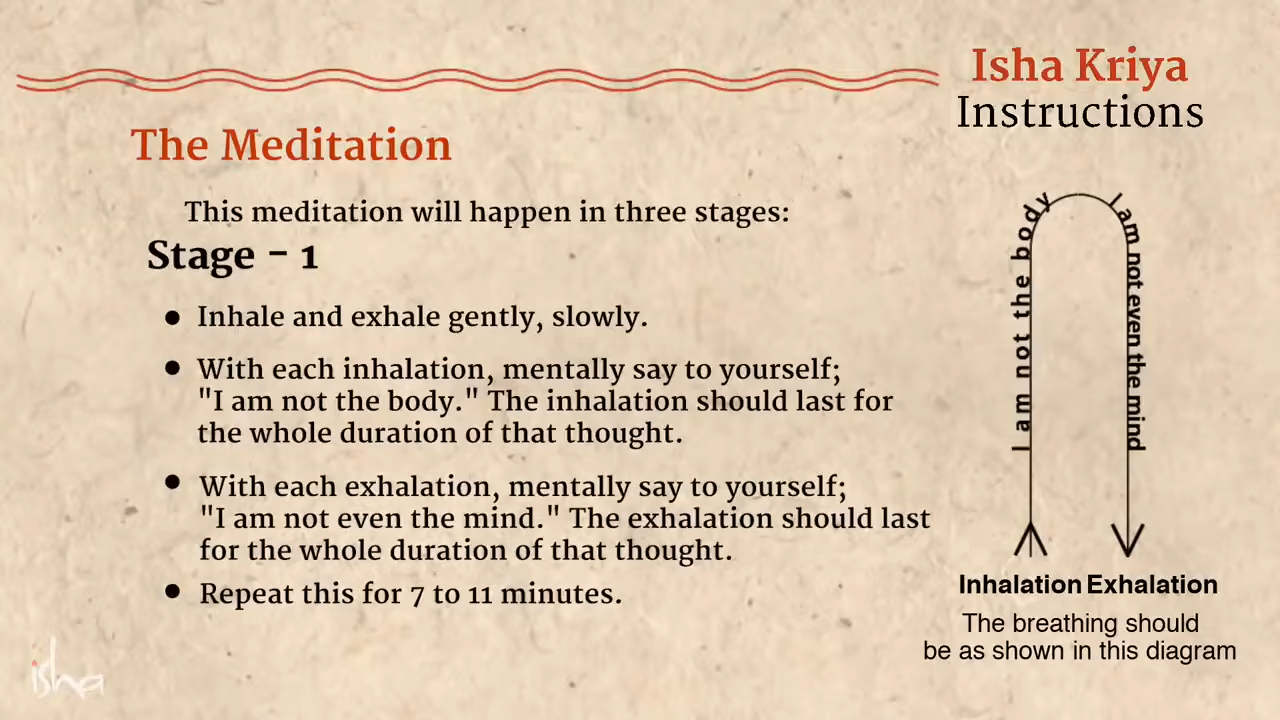 Isha Kriya
Instructions
The Meditation
This meditation will happen in three stages:
Stage - 1
● Inhale and exhale gently, slowly.
● With each inhalation, mentally say to yourself;
"I am not the body." The inhalation should last for
the whole duration of that thought.
● With each exhalation, mentally say to yourself;
"I am not even the mind." The exhalation should last
for the whole duration of that thought.
● Repeat this for 7 to 11 minutes.
I am not the body
I am not even the mind
Inhalation Exhalation
The breathing should
be as shown in this diagram
isha